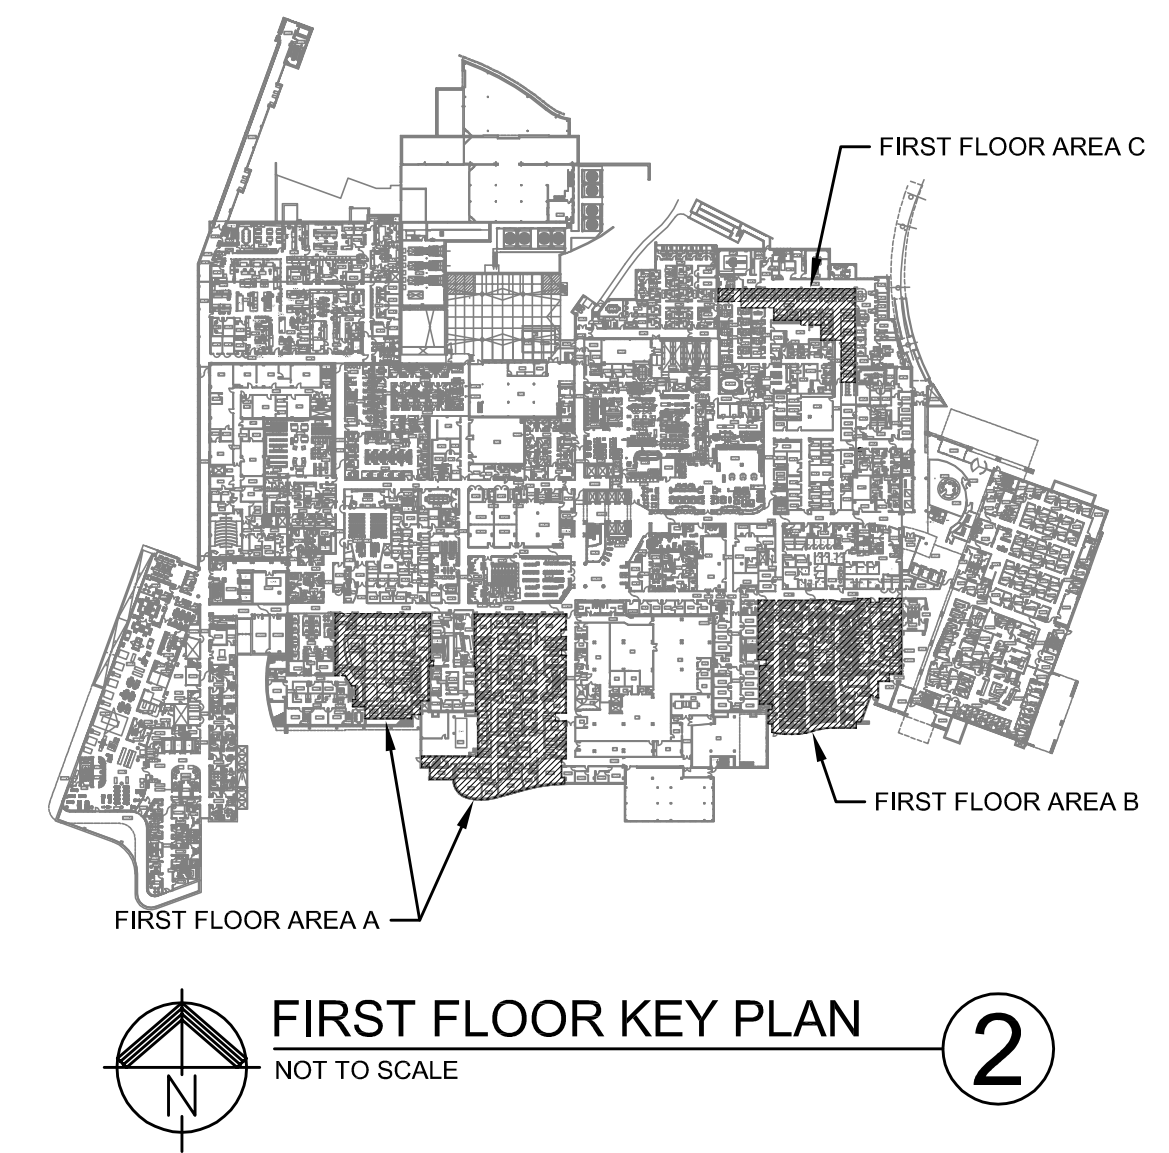 FIRST FLOOR AREA C
FIRST FLOOR AREA B
FIRST FLOOR AREA A
FIRST FLOOR KEY PLAN
2
NOT TO SCALE
N